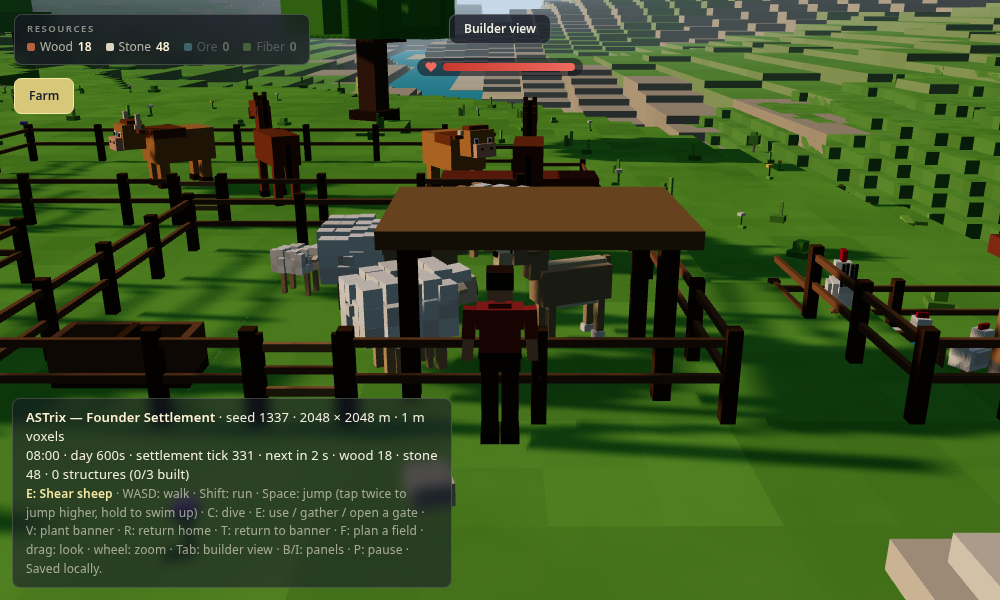 RESOURCES
Wood 18 Stone 48 Ore 0 Fiber 0
Builder view
Farm
ASTrix — Founder Settlement · seed 1337 · 2048 × 2048 m · 1 m
voxels
08:00 · day 600s · settlement tick 331 · next in 2 s · wood 18 · stone
48 · 0 structures (0/3 built)
E: Shear sheep · WASD: walk · Shift: run · Space: jump (tap twice to
jump higher, hold to swim up) · C: dive · E: use / gather / open a gate ·
V: plant banner · R: return home · T: return to banner · F: plan a field ·
drag: look · wheel: zoom · Tab: builder view · B/I: panels · P: pause ·
Saved locally.